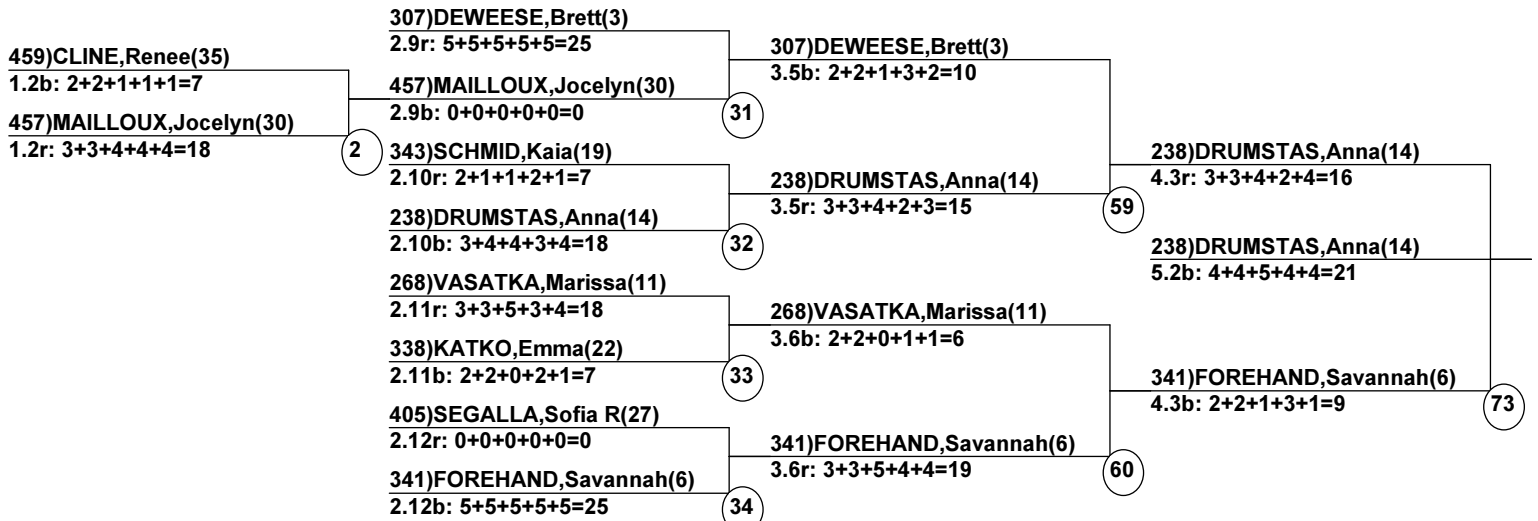 459)CLINE,Renee(35)
1.2b: 2+2+1+1+1=7
457)MAILLOUX,Jocelyn(30)
1.2r: 3+3+4+4+4=18
2
307)DEWEESE,Brett(3)
2.9r: 5+5+5+5+5=25
457)MAILLOUX,Jocelyn(30)
2.9b: 0+0+0+0+0=0
31
343)SCHMID,Kaia(19)
2.10r: 2+1+1+2+1=7
238)DRUMSTAS,Anna(14)
2.10b: 3+4+4+3+4=18
32
268)VASATKA,Marissa(11)
2.11r: 3+3+5+3+4=18
338)KATKO,Emma(22)
2.11b: 2+2+0+2+1=7
33
405)SEGALLA,Sofia R(27)
2.12r: 0+0+0+0+0=0
341)FOREHAND,Savannah(6)
2.12b: 5+5+5+5+5=25
34
307)DEWEESE,Brett(3)
3.5b: 2+2+1+3+2=10
238)DRUMSTAS,Anna(14)
3.5r: 3+3+4+2+3=15
59
268)VASATKA,Marissa(11)
3.6b: 2+2+0+1+1=6
341)FOREHAND,Savannah(6)
3.6r: 3+3+5+4+4=19
60
238)DRUMSTAS,Anna(14)
4.3r: 3+3+4+2+4=16
238)DRUMSTAS,Anna(14)
5.2b: 4+4+5+4+4=21
341)FOREHAND,Savannah(6)
4.3b: 2+2+1+3+1=9
73